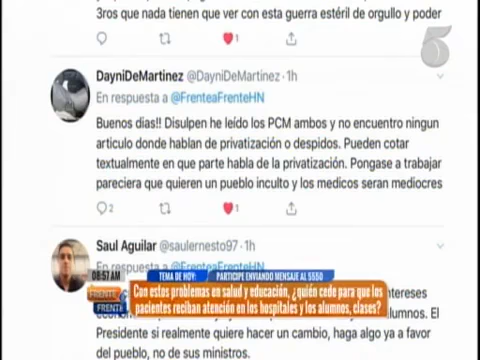 3ros que nada tienen que ver con esta guerra estéril de orgullo y poder
1
5
DayniDeMartinez @DayniDeMartinez · 1h
En respuesta a @FrenteaFrenteHN
Buenos dias!! Disulpen he leído los PCM ambos y no encuentro ningun
articulo donde hablan de privatización o despidos. Pueden cotar
textualmente en que parte habla de la privatización. Pongase a trabajar
pareciera que quieren un pueblo inculto y los medicos seran mediocres
2 1
Saul Aguilar @saulernesto97 · 1h
En respuesta a @FrenteaFrenteHN
08:57AM TEMA DE HOY: PARTICIPE ENVIANDO MENSAJE AL 5550
FRENTE a FRENTE
Con estos problemas en salud y educación, ¿quién cede para que los
pacientes reciban atención en los hospitales y los alumnos, clases?
ntereses
lumnos. El
Presidente si realmente quiere hacer un cambio, haga algo ya a favor
del pueblo, no de sus ministros.